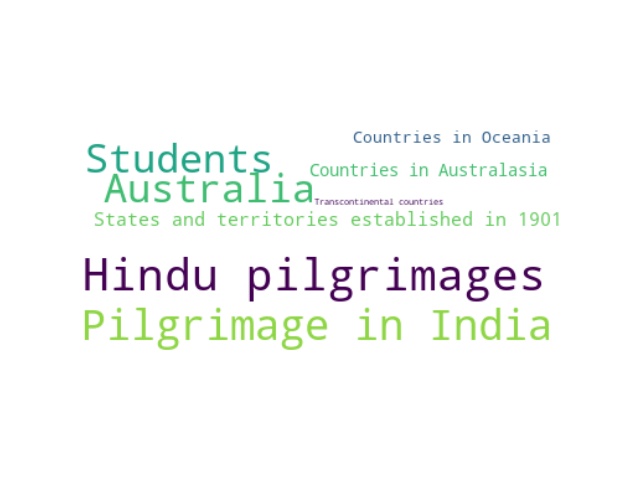 Countries in Oceania
Students
Countries in Australasia
Australia
Transcontinental countries
States and territories established in 1901
Hindu pilgrimages
Pilgrimage in India